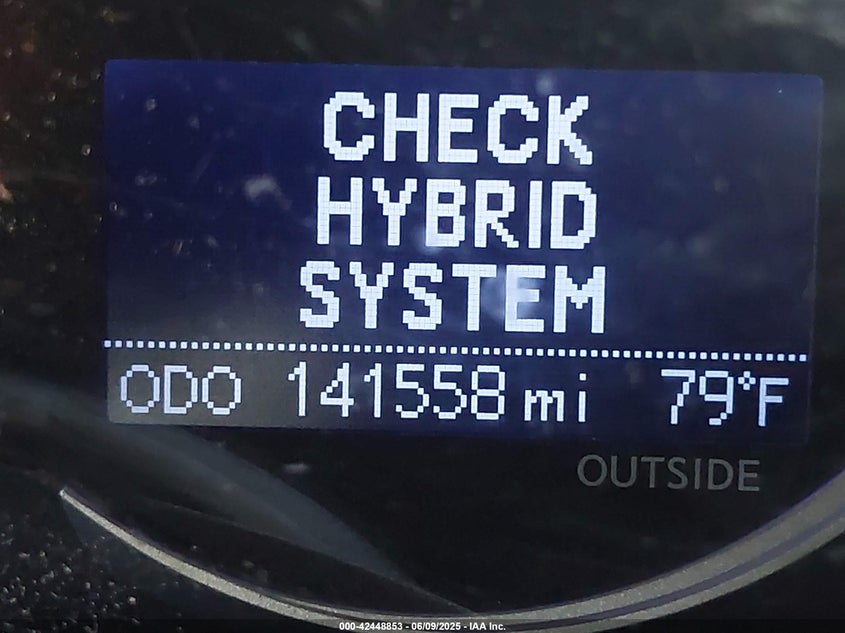 CHECK
HYBRID
SYSTEM
ODO 141558 mi 79°F
OUTSIDE
000-42448853 - 06/09/2025 - IAA Inc.